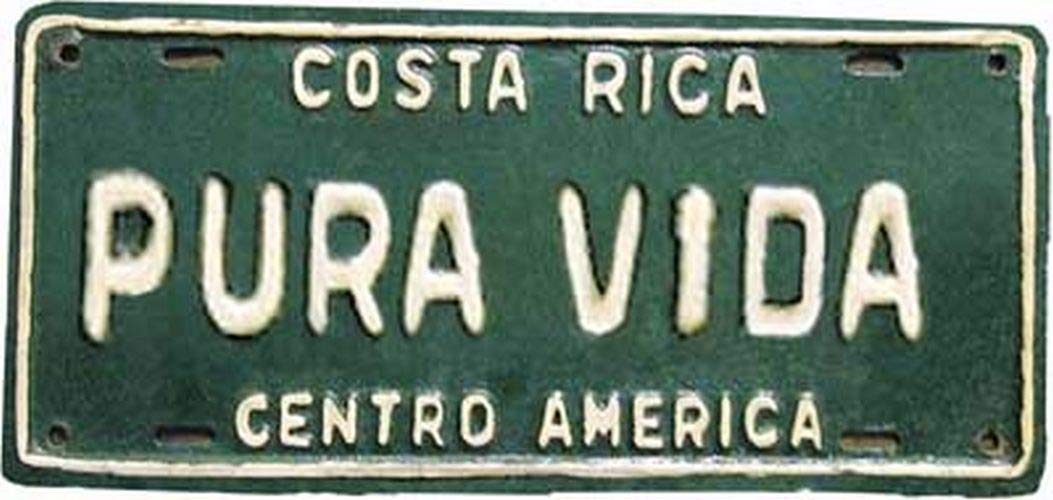 COSTA RICA
PURA VIDA
CENTRO AMERICA